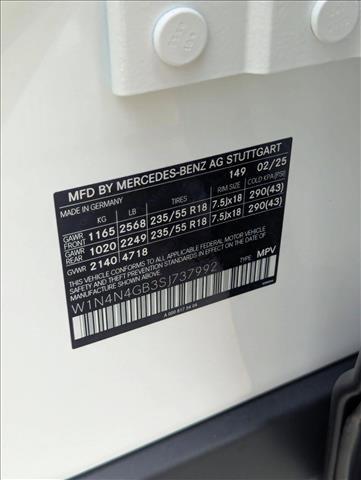 MFD BY MERCEDES-BENZ AG STUTTGART
MADE IN GERMANY 149 02/25
KG LB TIRES RIM SIZE COLD KPA(PSI)
GAWR FRONT 1165 2568 235/55 R18 7.5Jx18 290(43)
GAWR REAR 1020 2249 235/55 R18 7.5Jx18 290(43)
GVWR 2140 4718
THIS VEHICLE CONFORMS TO ALL APPLICABLE FEDERAL MOTOR VEHICLE
SAFETY AND THEFT PREVENTION STANDARDS IN EFFECT ON THE DATE OF
MANUFACTURE SHOWN ABOVE.
W1N4N4GB3SJ737992 TYPE: MPV
A 000 817